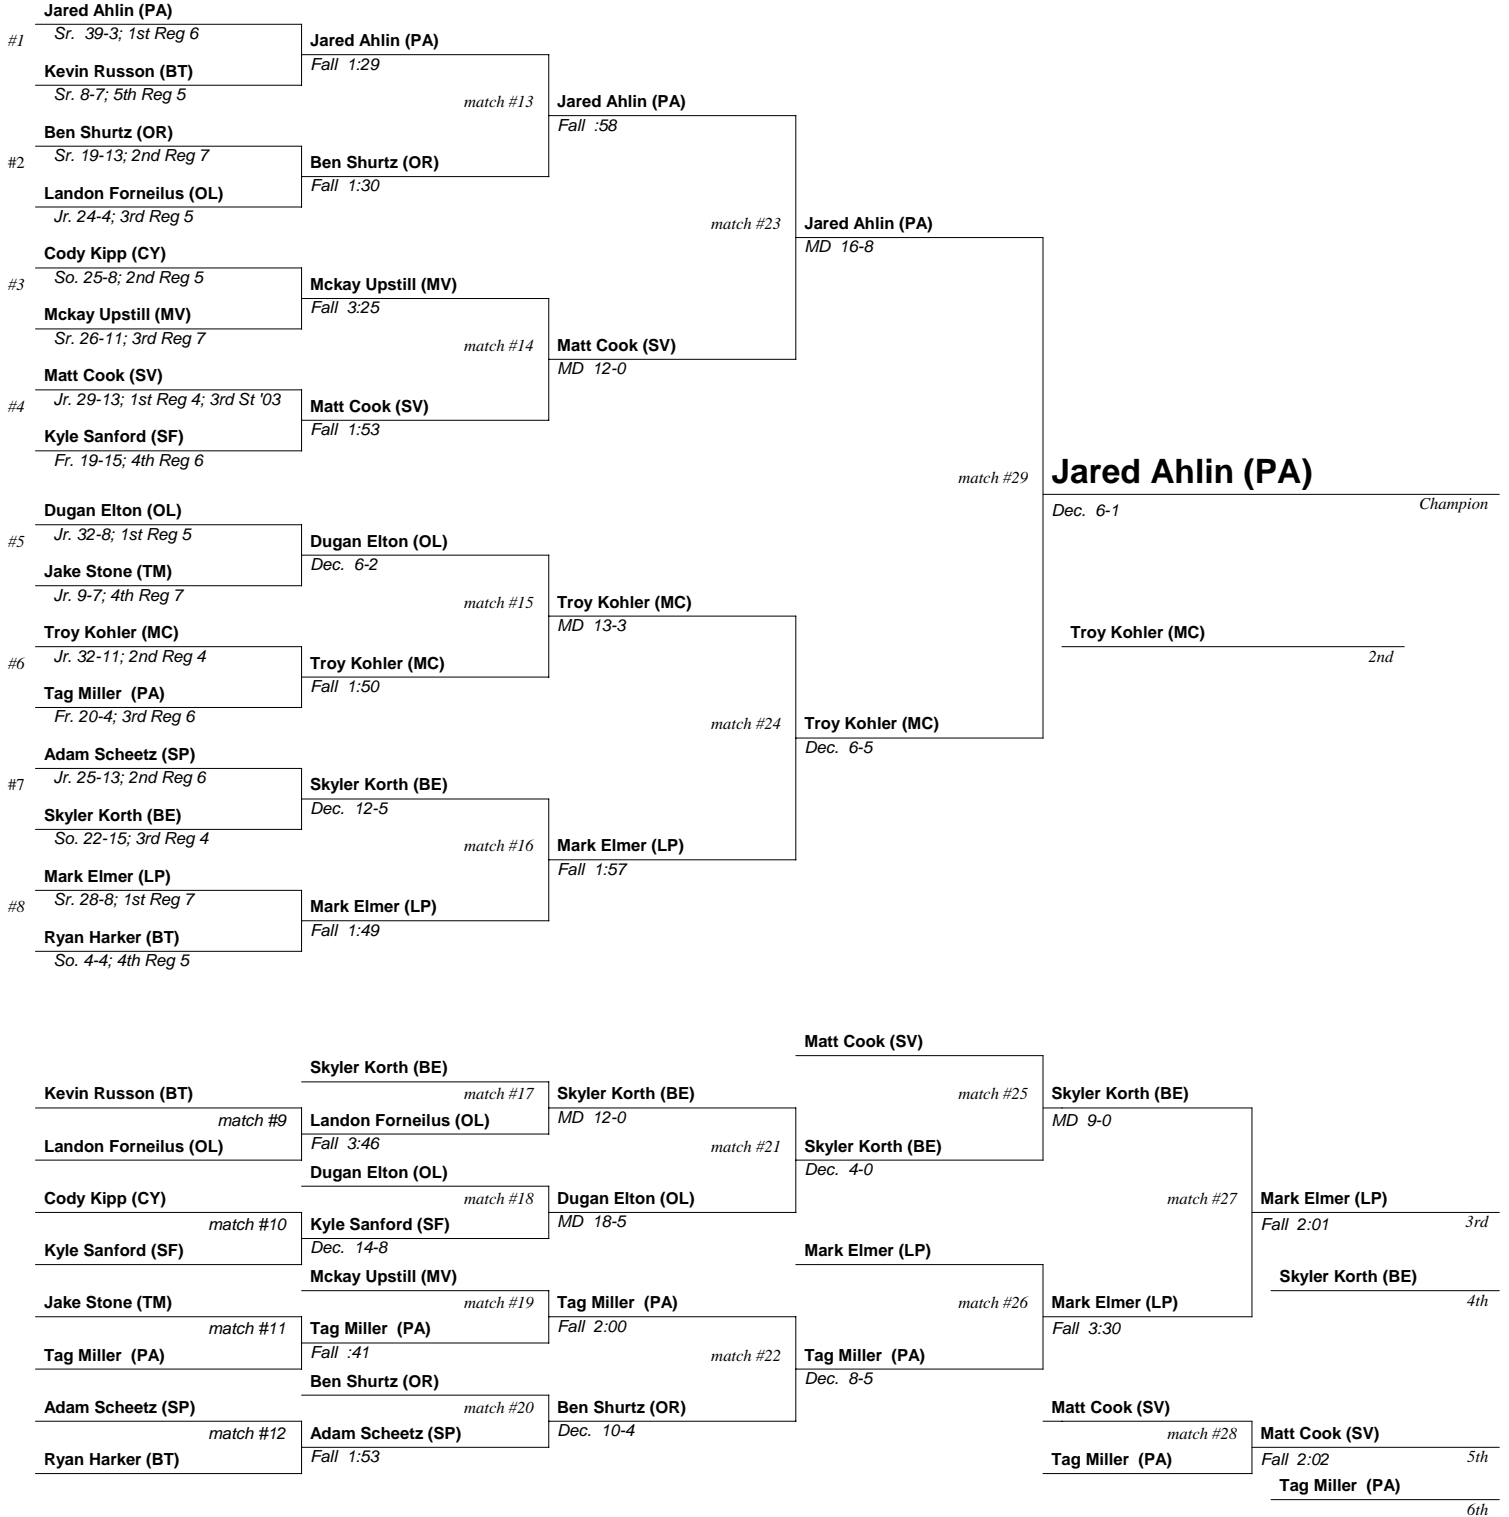 Jared Ahlin (PA)
#1 Sr. 39-3; 1st Reg 6
Jared Ahlin (PA)
Fall 1:29
Kevin Russon (BT)
Sr. 8-7; 5th Reg 5
match #13
Jared Ahlin (PA)
Fall :58
Ben Shurtz (OR)
#2 Sr. 19-13; 2nd Reg 7
Ben Shurtz (OR)
Fall 1:30
Landon Forneilus (OL)
Jr. 24-4; 3rd Reg 5
match #23
Jared Ahlin (PA)
MD 16-8
Cody Kipp (CY)
#3 So. 25-8; 2nd Reg 5
Mckay Upstill (MV)
Fall 3:25
Mckay Upstill (MV)
Sr. 26-11; 3rd Reg 7
match #14
Matt Cook (SV)
MD 12-0
Matt Cook (SV)
#4 Jr. 29-13; 1st Reg 4; 3rd St '03
Matt Cook (SV)
Fall 1:53
Kyle Sanford (SF)
Fr. 19-15; 4th Reg 6
match #29
Jared Ahlin (PA)
Dec. 6-1
Champion
Dugan Elton (OL)
#5 Jr. 32-8; 1st Reg 5
Dugan Elton (OL)
Dec. 6-2
Jake Stone (TM)
Jr. 9-7; 4th Reg 7
match #15
Troy Kohler (MC)
MD 13-3
Troy Kohler (MC)
2nd
Troy Kohler (MC)
#6 Jr. 32-11; 2nd Reg 4
Troy Kohler (MC)
Fall 1:50
Tag Miller (PA)
Fr. 20-4; 3rd Reg 6
match #24
Troy Kohler (MC)
Dec. 6-5
Adam Scheetz (SP)
#7 Jr. 25-13; 2nd Reg 6
Skyler Korth (BE)
Dec. 12-5
Skyler Korth (BE)
So. 22-15; 3rd Reg 4
match #16
Mark Elmer (LP)
Fall 1:57
Mark Elmer (LP)
#8 Sr. 28-8; 1st Reg 7
Mark Elmer (LP)
Fall 1:49
Ryan Harker (BT)
So. 4-4; 4th Reg 5
Matt Cook (SV)
Skyler Korth (BE)
Kevin Russon (BT)
match #17
Skyler Korth (BE)
MD 12-0
match #25
Skyler Korth (BE)
MD 9-0
match #9
Landon Forneilus (OL)
Fall 3:46
Landon Forneilus (OL)
match #21
Skyler Korth (BE)
Dec. 4-0
Dugan Elton (OL)
Cody Kipp (CY)
match #18
Dugan Elton (OL)
MD 18-5
match #27
Mark Elmer (LP)
Fall 2:01
3rd
match #10
Kyle Sanford (SF)
Dec. 14-8
Kyle Sanford (SF)
Mark Elmer (LP)
Mckay Upstill (MV)
Skyler Korth (BE)
4th
Jake Stone (TM)
match #19
Tag Miller (PA)
Fall 2:00
match #26
Mark Elmer (LP)
Fall 3:30
match #11
Tag Miller (PA)
Fall :41
Tag Miller (PA)
match #22
Tag Miller (PA)
Dec. 8-5
Ben Shurtz (OR)
Adam Scheetz (SP)
match #20
Ben Shurtz (OR)
Dec. 10-4
Matt Cook (SV)
match #12
Adam Scheetz (SP)
Fall 1:53
match #28
Matt Cook (SV)
Fall 2:02
5th
Ryan Harker (BT)
Tag Miller (PA)
Tag Miller (PA)
6th